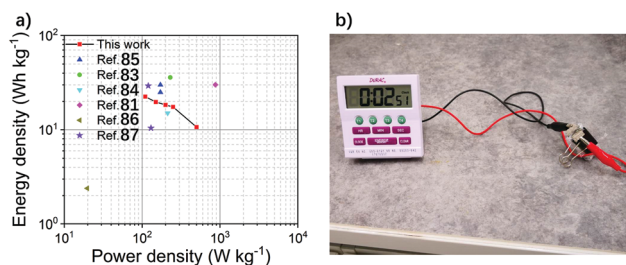 a)
Energy density (Wh kg⁻¹)
10²
10¹
10⁰
This work
Ref.85
Ref.83
Ref.84
Ref.81
Ref.86
Ref.87
10¹ 10² 10³ 10⁴
Power density (W kg⁻¹)
b)
0:02 57